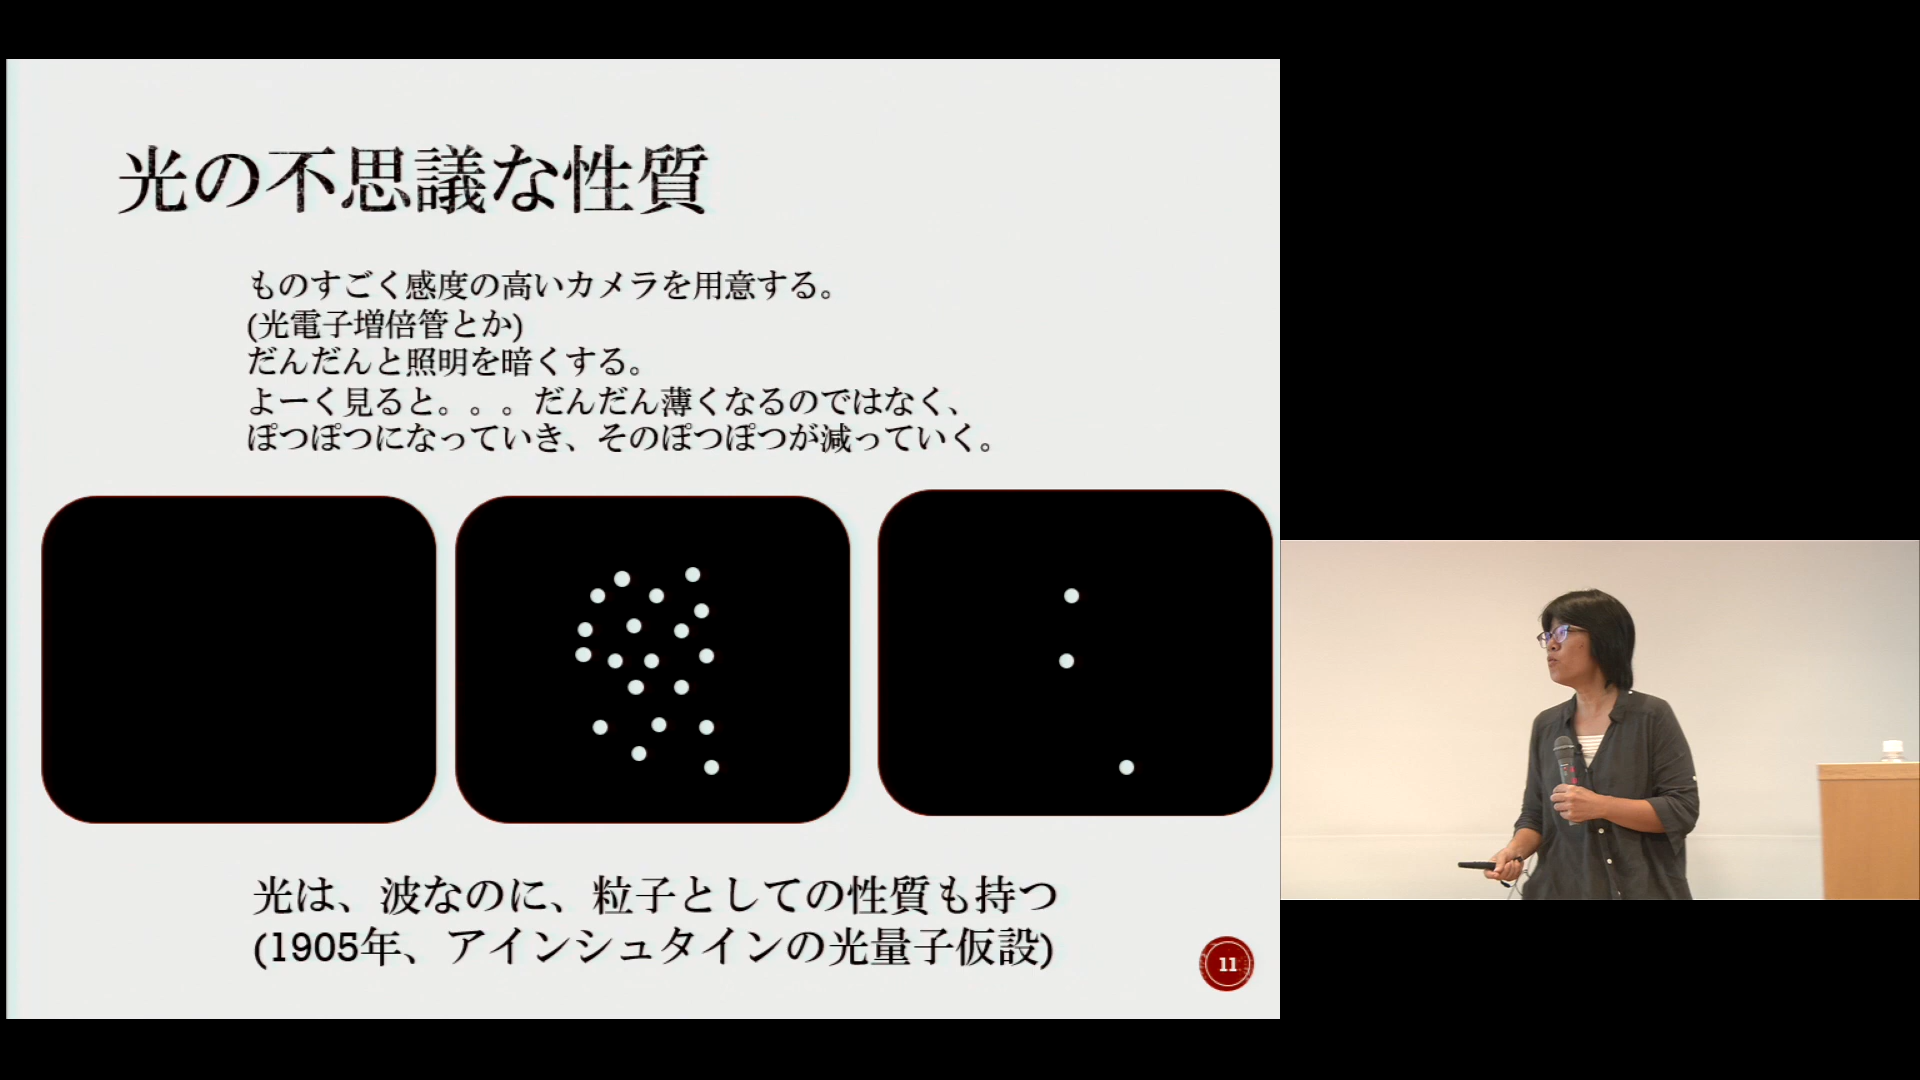 光の不思議な性質
ものすごく感度の高いカメラを用意する。
(光電子増倍管とか)
だんだんと照明を暗くする。
よーく見ると。。。だんだん薄くなるのではなく、
ぽつぽつになっていき、そのぽつぽつが減っていく。
光は、波なのに、粒子としての性質も持つ
(1905年、アインシュタインの光量子仮設)
11